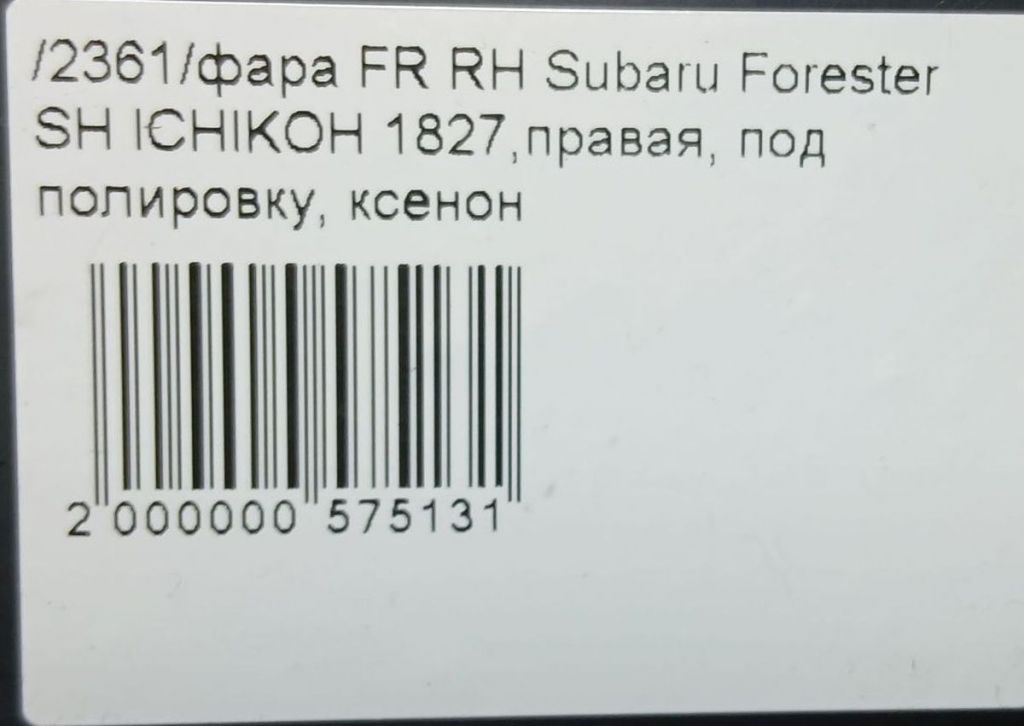 /2361/фара FR RH Subaru Forester
SH ICHIKOH 1827,правая, под
полировку, ксенон
2 000000 575131